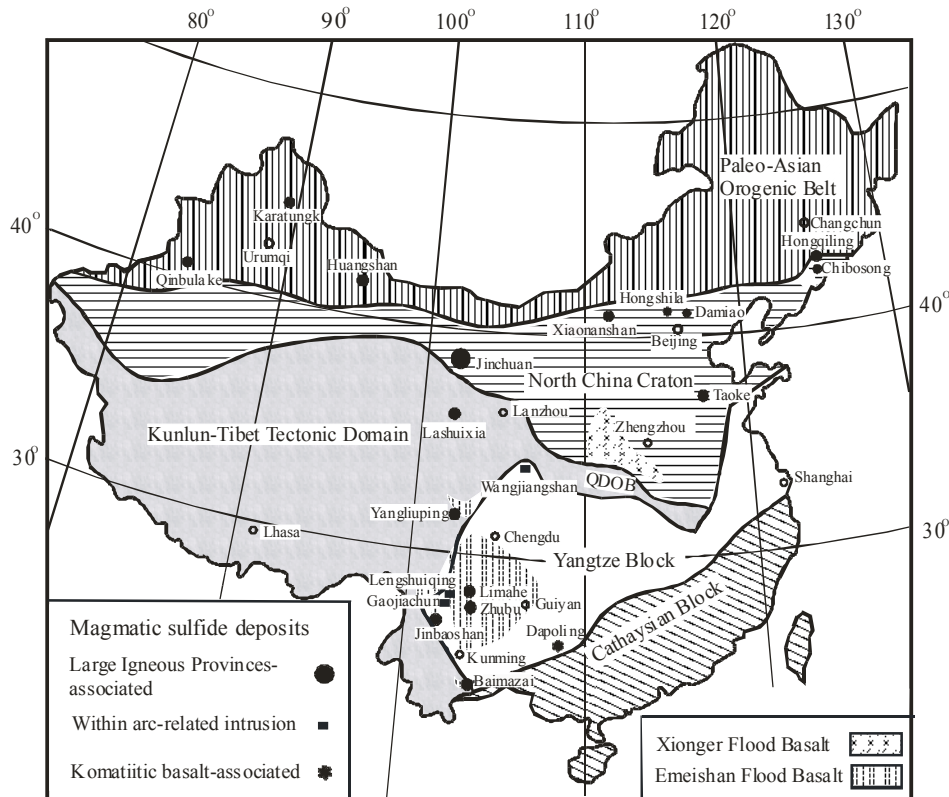 80° 90° 100° 110° 120° 130°
Paleo-Asian
Orogenic Belt
Karatungk
Changchun
40°
Urumqi
Hongqiling
Huangshan
Chibosong
Qinbulake
Hongshila
40°
Damiao
Xiaonanshan
Beijing
Jinchuan
North China Craton
Taoke
Lanzhou
Kunlun-Tibet Tectonic Domain
Lashuixia
Zhengzhou
30°
QDOB
Shanghai
Wangjiangshan
Yangliuping
30°
Lhasa
Chengdu
Yangtze Block
Lengshuiqing
Limahe
Gaojiachun
Zhubu
Guiyan
Cathaysian Block
Jinbaoshan
Dapoling
Kunming
Baimazai
Magmatic sulfide deposits
Large Igneous Provinces-
associated
Within arc-related intrusion
Komatiitic basalt-associated
Xionger Flood Basalt
Emeishan Flood Basalt